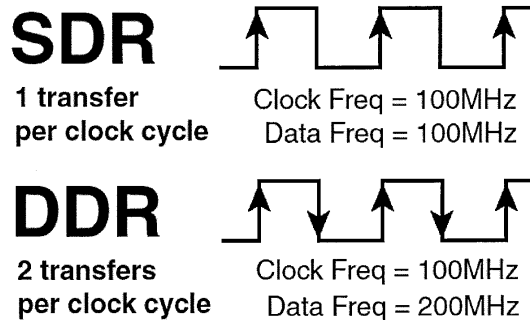 SDR
1 transfer
per clock cycle
Clock Freq = 100MHz
Data Freq = 100MHz
DDR
2 transfers
per clock cycle
Clock Freq = 100MHz
Data Freq = 200MHz